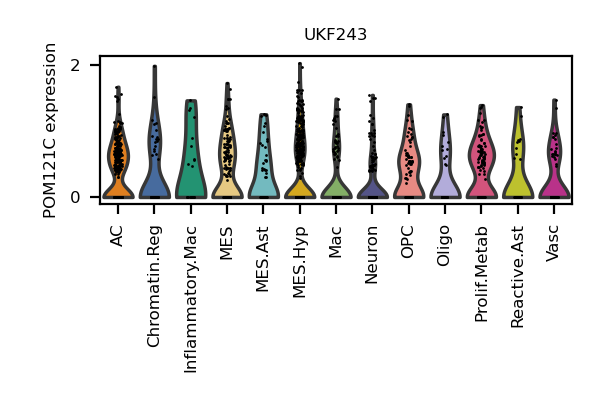 UKF243
POM121C expression
2
0
AC
Chromatin.Reg
Inflammatory.Mac
MES
MES.Ast
MES.Hyp
Mac
Neuron
OPC
Oligo
Prolif.Metab
Reactive.Ast
Vasc